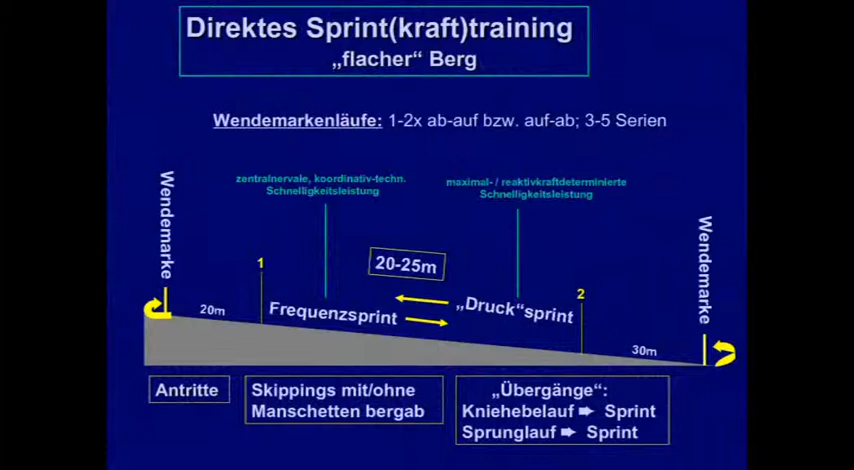 Direktes Sprint(kraft)training
„flacher“ Berg
Wendemarkenläufe: 1-2x ab-auf bzw. auf-ab; 3-5 Serien
zentralnervale, koordinativ-techn.
Schnelligkeitsleistung
maximal- / reaktivkraftdeterminierte
Schnelligkeitsleistung
Wendemarke
Wendemarke
1
20-25m
2
20m
Frequenzsprint
„Druck“sprint
30m
Antritte
Skippings mit/ohne
Manschetten bergab
„Übergänge“:
Kniehebelauf ➨ Sprint
Sprunglauf ➨ Sprint